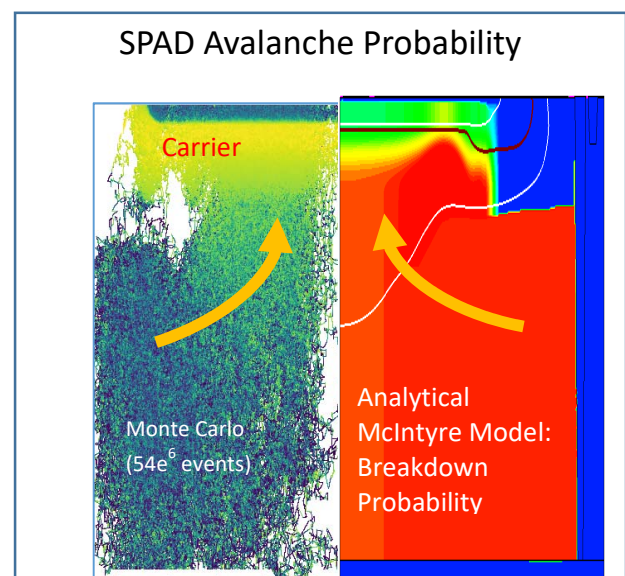 SPAD Avalanche Probability
Carrier
Monte Carlo
(54e⁶ events)
Analytical
McIntyre Model:
Breakdown
Probability